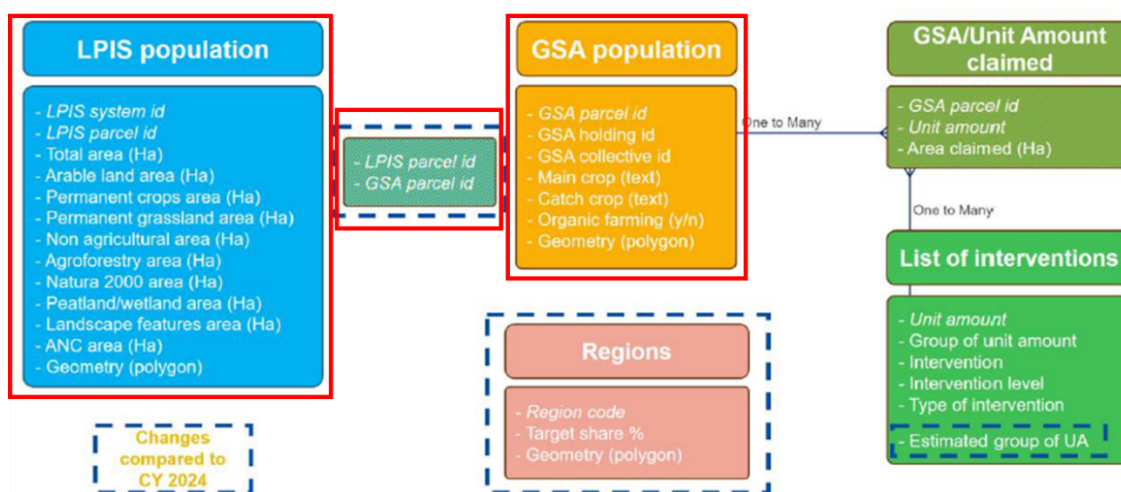 LPIS population
- LPIS system id
- LPIS parcel id
- Total area (Ha)
- Arable land area (Ha)
- Permanent crops area (Ha)
- Permanent grassland area (Ha)
- Non agricultural area (Ha)
- Agroforestry area (Ha)
- Natura 2000 area (Ha)
- Peatland/wetland area (Ha)
- Landscape features area (Ha)
- ANC area (Ha)
- Geometry (polygon)
- LPIS parcel id
- GSA parcel id
GSA population
- GSA parcel id
- GSA holding id
- GSA collective id
- Main crop (text)
- Catch crop (text)
- Organic farming (y/n)
- Geometry (polygon)
One to Many
GSA/Unit Amount
claimed
- GSA parcel id
- Unit amount
- Area claimed (Ha)
One to Many
List of interventions
- Unit amount
- Group of unit amount
- Intervention
- Intervention level
- Type of intervention
- Estimated group of UA
Regions
- Region code
- Target share %
- Geometry (polygon)
Changes
compared to
CY 2024